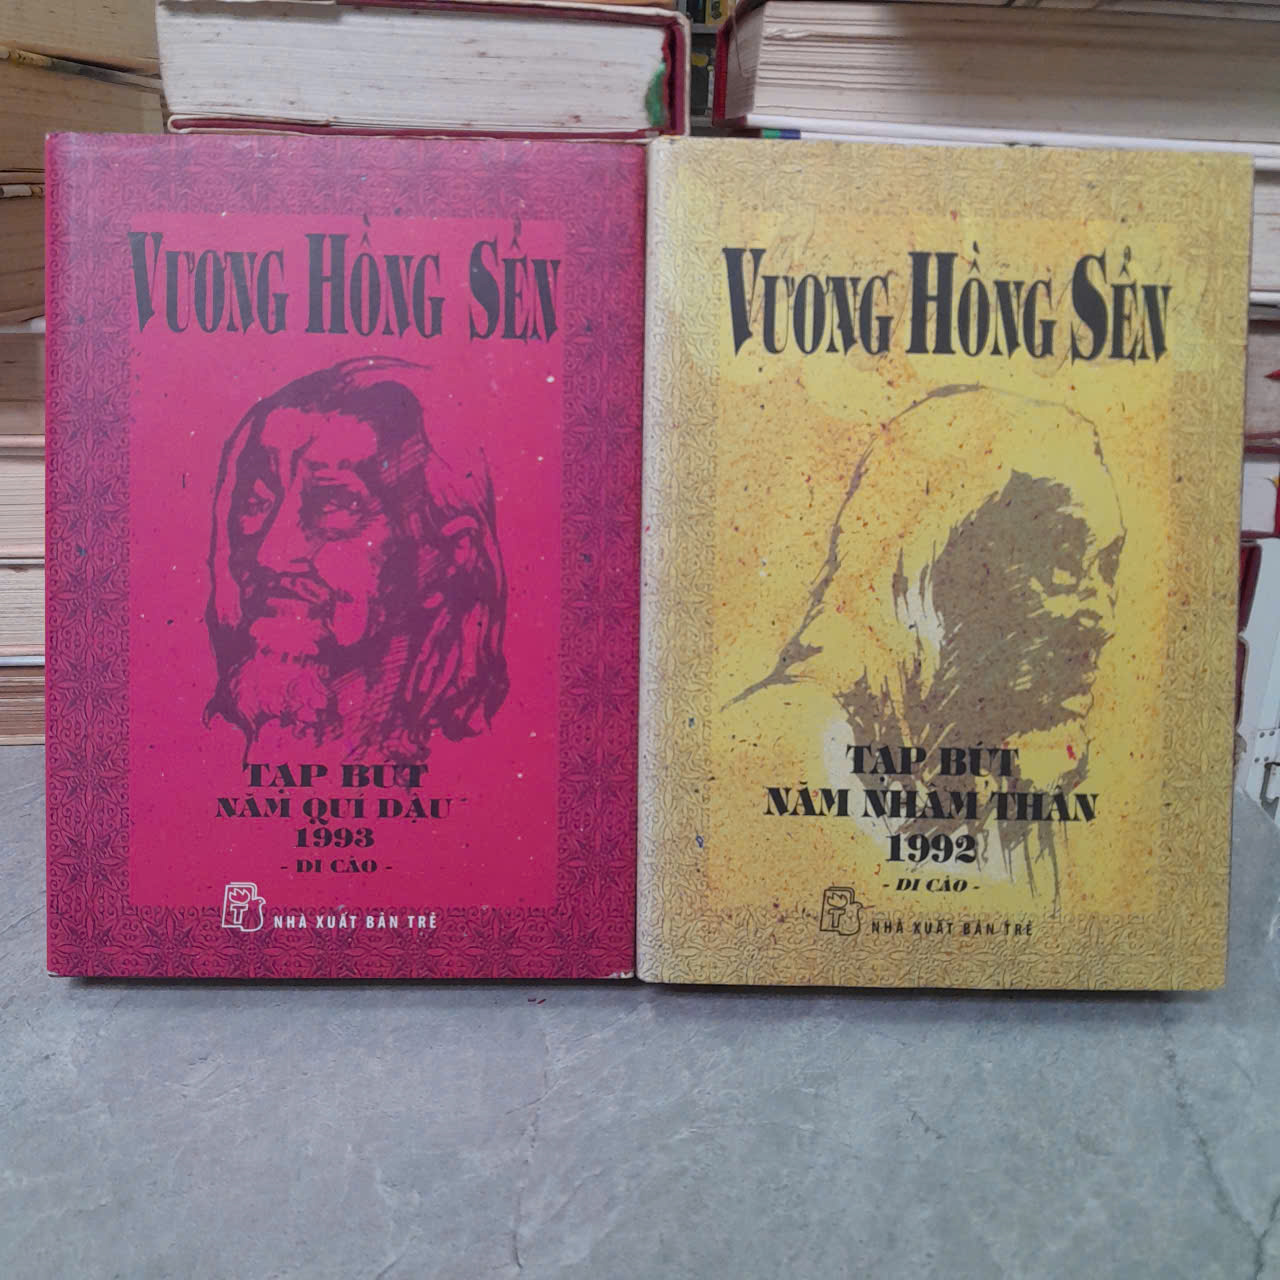 VƯƠNG HỒNG SỂN
TẠP BÚT
NĂM QUÍ DẬU
1993
- DI CẢO -
NHÀ XUẤT BẢN TRẺ
VƯƠNG HỒNG SỂN
TẠP BÚT
NĂM NHÂM THÂN
1992
- DI CẢO -
NHÀ XUẤT BẢN TRẺ